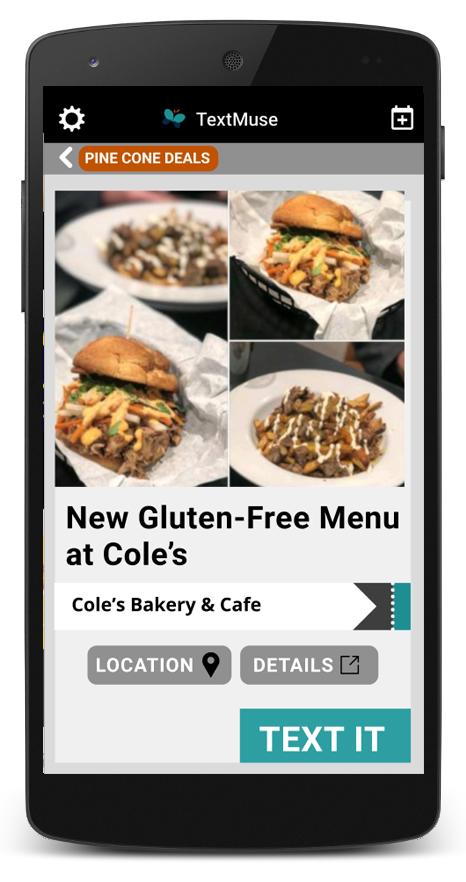 TextMuse
PINE CONE DEALS
New Gluten-Free Menu
at Cole’s
Cole’s Bakery & Cafe
LOCATION
DETAILS
TEXT IT